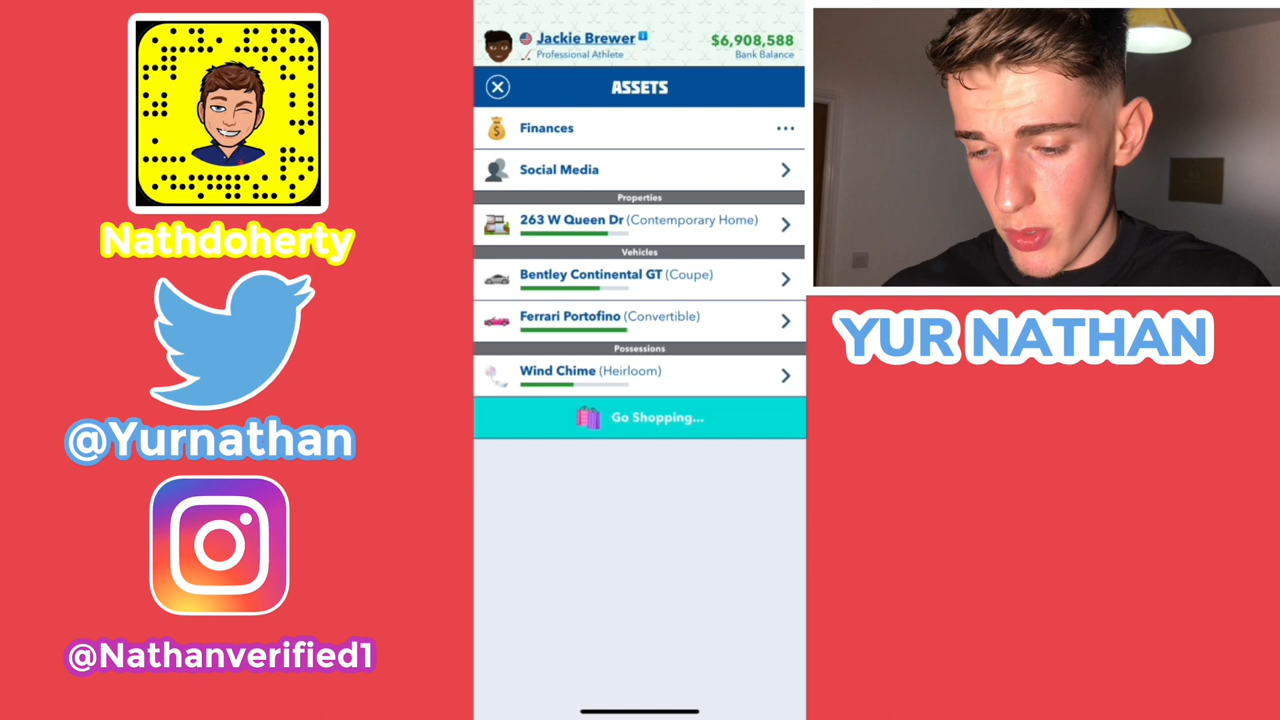 Nathdoherty
@Yurnathan
@Nathanverified1
Jackie Brewer
Professional Athlete
$6,908,588
Bank Balance
ASSETS
Finances
Social Media
Properties
263 W Queen Dr (Contemporary Home)
Vehicles
Bentley Continental GT (Coupe)
Ferrari Portofino (Convertible)
Possessions
Wind Chime (Heirloom)
Go Shopping...
YUR NATHAN